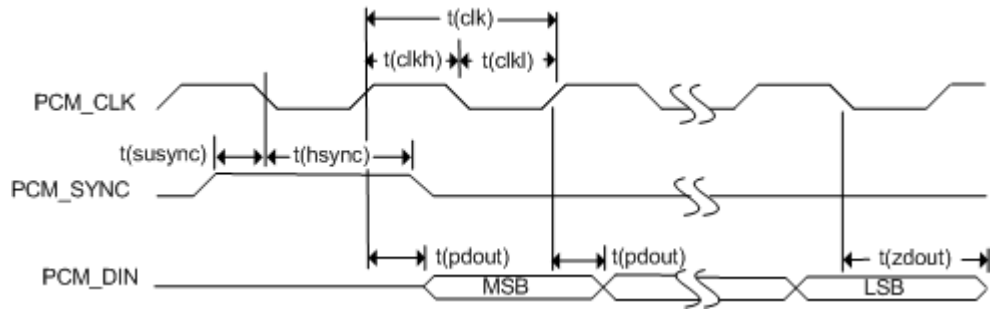 t(clk)
t(clkh)
t(clkl)
PCM_CLK
t(susync)
t(hsync)
PCM_SYNC
t(pdout)
t(pdout)
t(zdout)
PCM_DIN
MSB
LSB